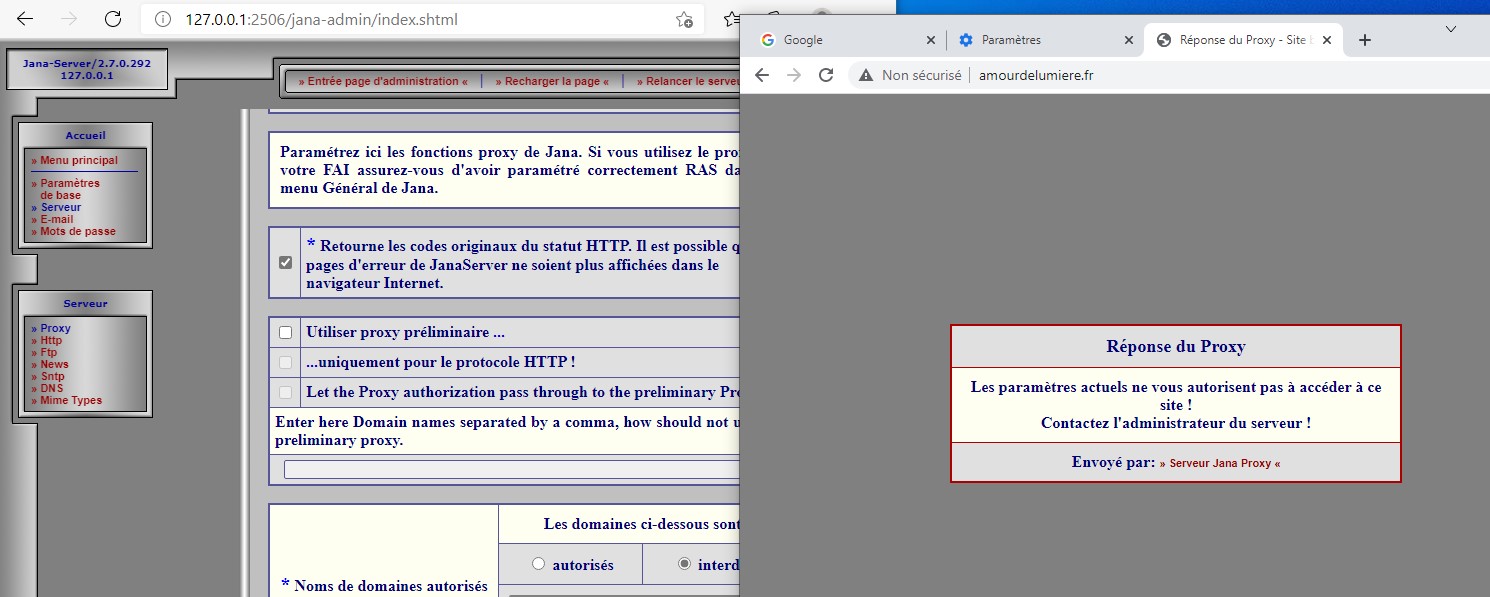 127.0.0.1:2506/jana-admin/index.shtml
Jana-Server/2.7.0.292
127.0.0.1
» Entrée page d'administration « | » Recharger la page « | » Relancer le serveu
Accueil
» Menu principal
» Paramètres
de base
» Serveur
» E-mail
» Mots de passe
Serveur
» Proxy
» Http
» Ftp
» News
» Sntp
» DNS
» Mime Types
Paramétrez ici les fonctions proxy de Jana. Si vous utilisez le pro
votre FAI assurez-vous d'avoir paramétré correctement RAS da
menu Général de Jana.
* Retourne les codes originaux du statut HTTP. Il est possible q
pages d'erreur de JanaServer ne soient plus affichées dans le
navigateur Internet.
Utiliser proxy préliminaire ...
...uniquement pour le protocole HTTP !
Let the Proxy authorization pass through to the preliminary Pro
Enter here Domain names separated by a comma, how should not u
preliminary proxy.
Les domaines ci-dessous sont
autorisés
interd
* Noms de domaines autorisés
Google
Paramètres
Réponse du Proxy - Site
Non sécurisé | amourdelumiere.fr
Réponse du Proxy
Les paramètres actuels ne vous autorisent pas à accéder à ce
site !
Contactez l'administrateur du serveur !
Envoyé par: » Serveur Jana Proxy «